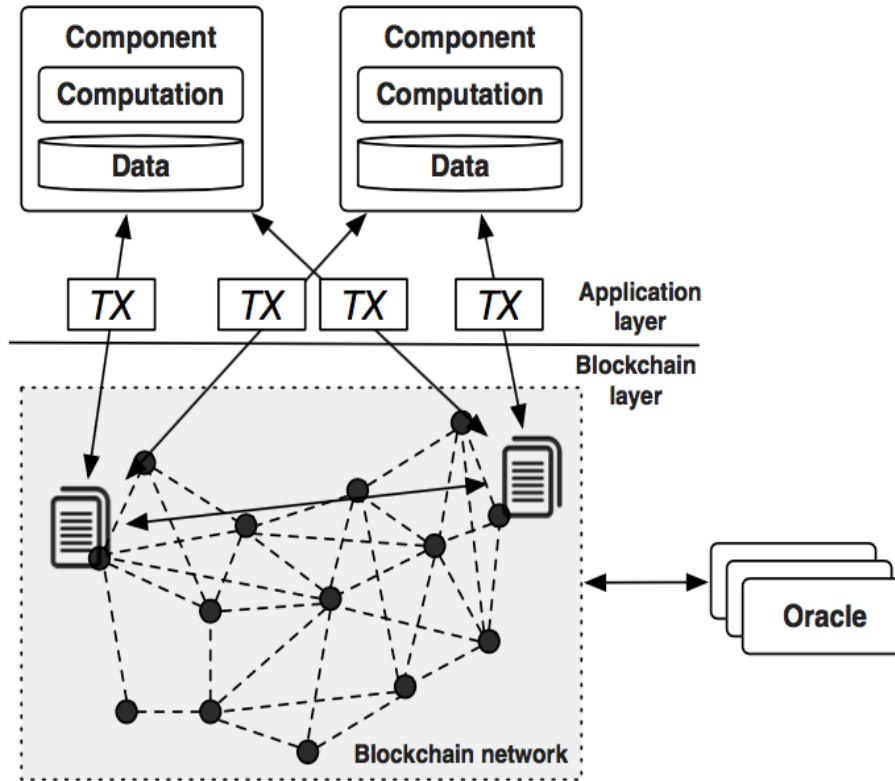 Component
Computation
Data
Component
Computation
Data
TX
TX
TX
TX
Application
layer
Blockchain
layer
Oracle
Blockchain network